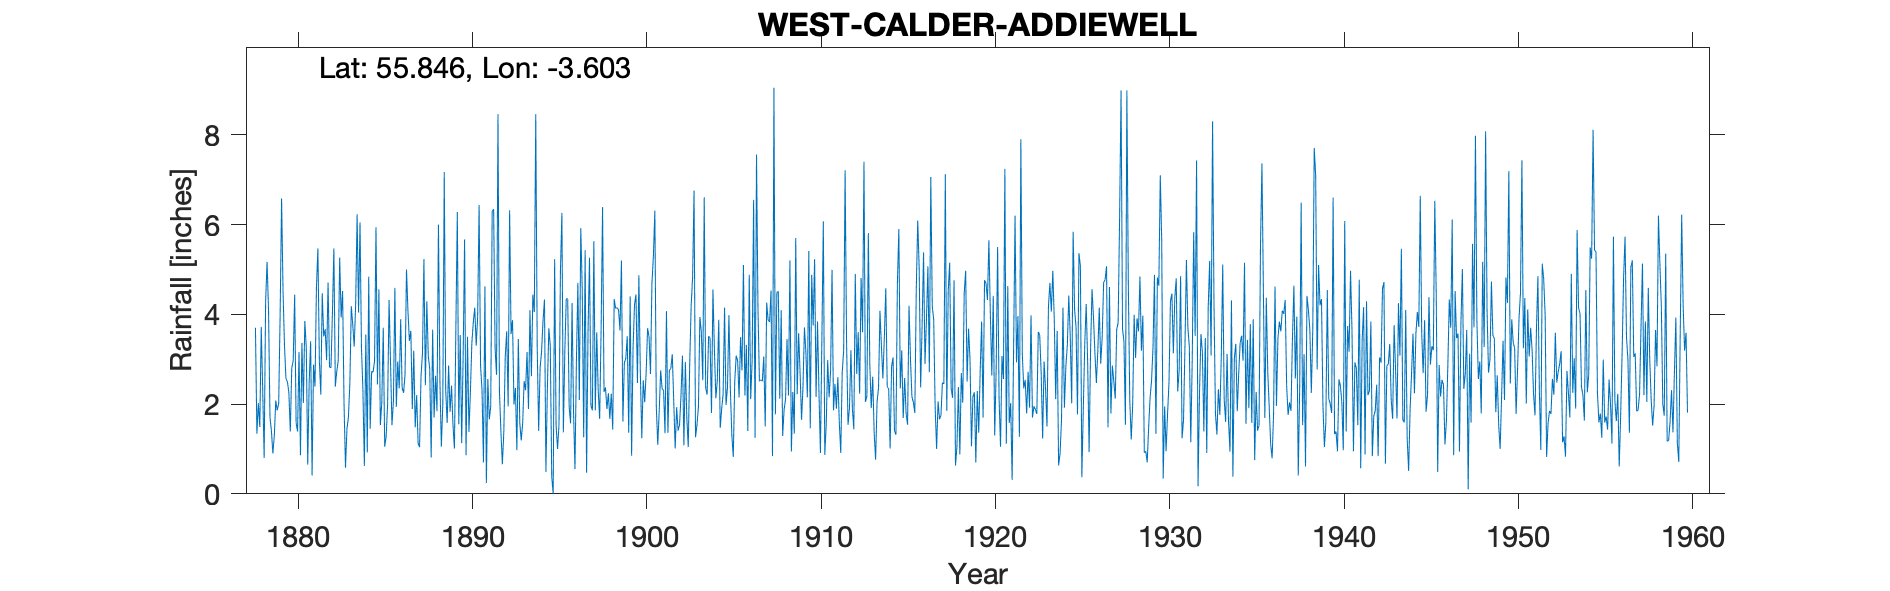 WEST-CALDER-ADDIEWELL
Lat: 55.846, Lon: -3.603
Rainfall [inches]
8
6
4
2
0
1880 1890 1900 1910 1920 1930 1940 1950 1960
Year